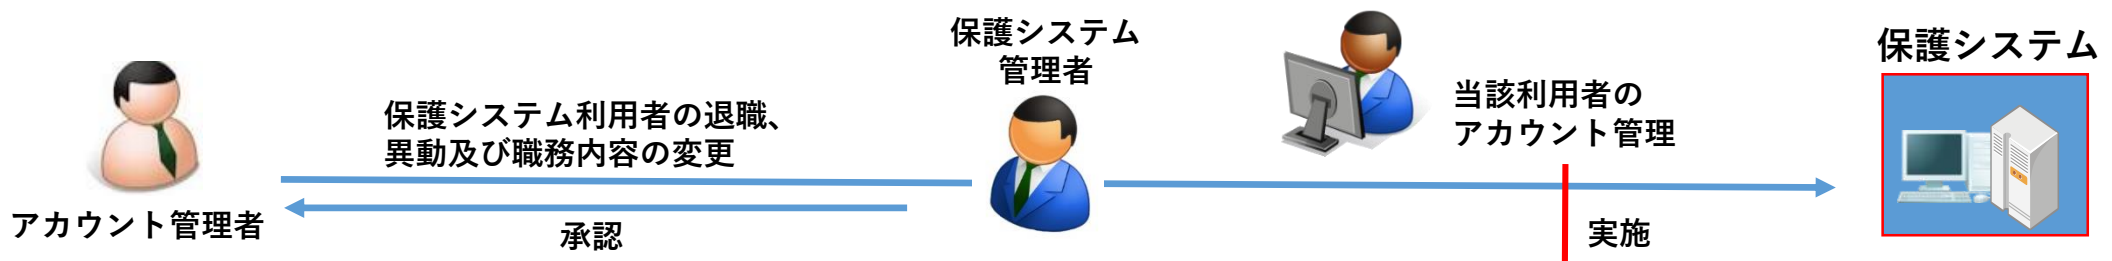 保護システム
管理者
保護システム
当該利用者の
アカウント管理
保護システム利用者の退職、
異動及び職務内容の変更
アカウント管理者
承認
実施